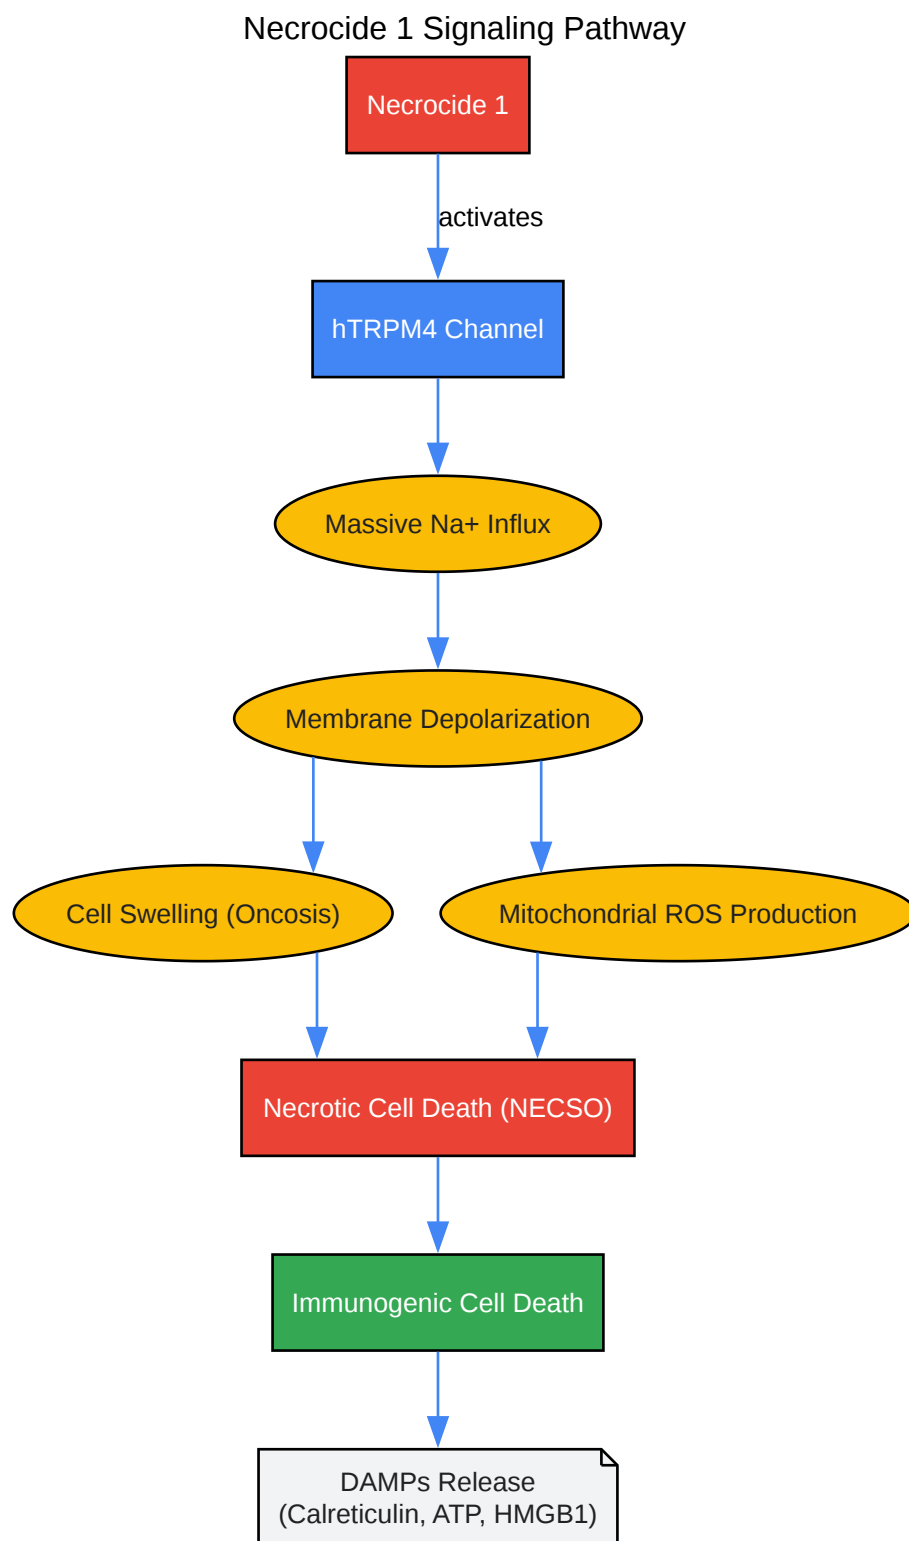 Necrocide 1 Signaling Pathway
Necrocide 1
activates
hTRPM4 Channel
Massive Na+ Influx
Membrane Depolarization
Cell Swelling (Oncosis)
Mitochondrial ROS Production
Necrotic Cell Death (NECSO)
Immunogenic Cell Death
DAMPs Release
(Calreticulin, ATP, HMGB1)